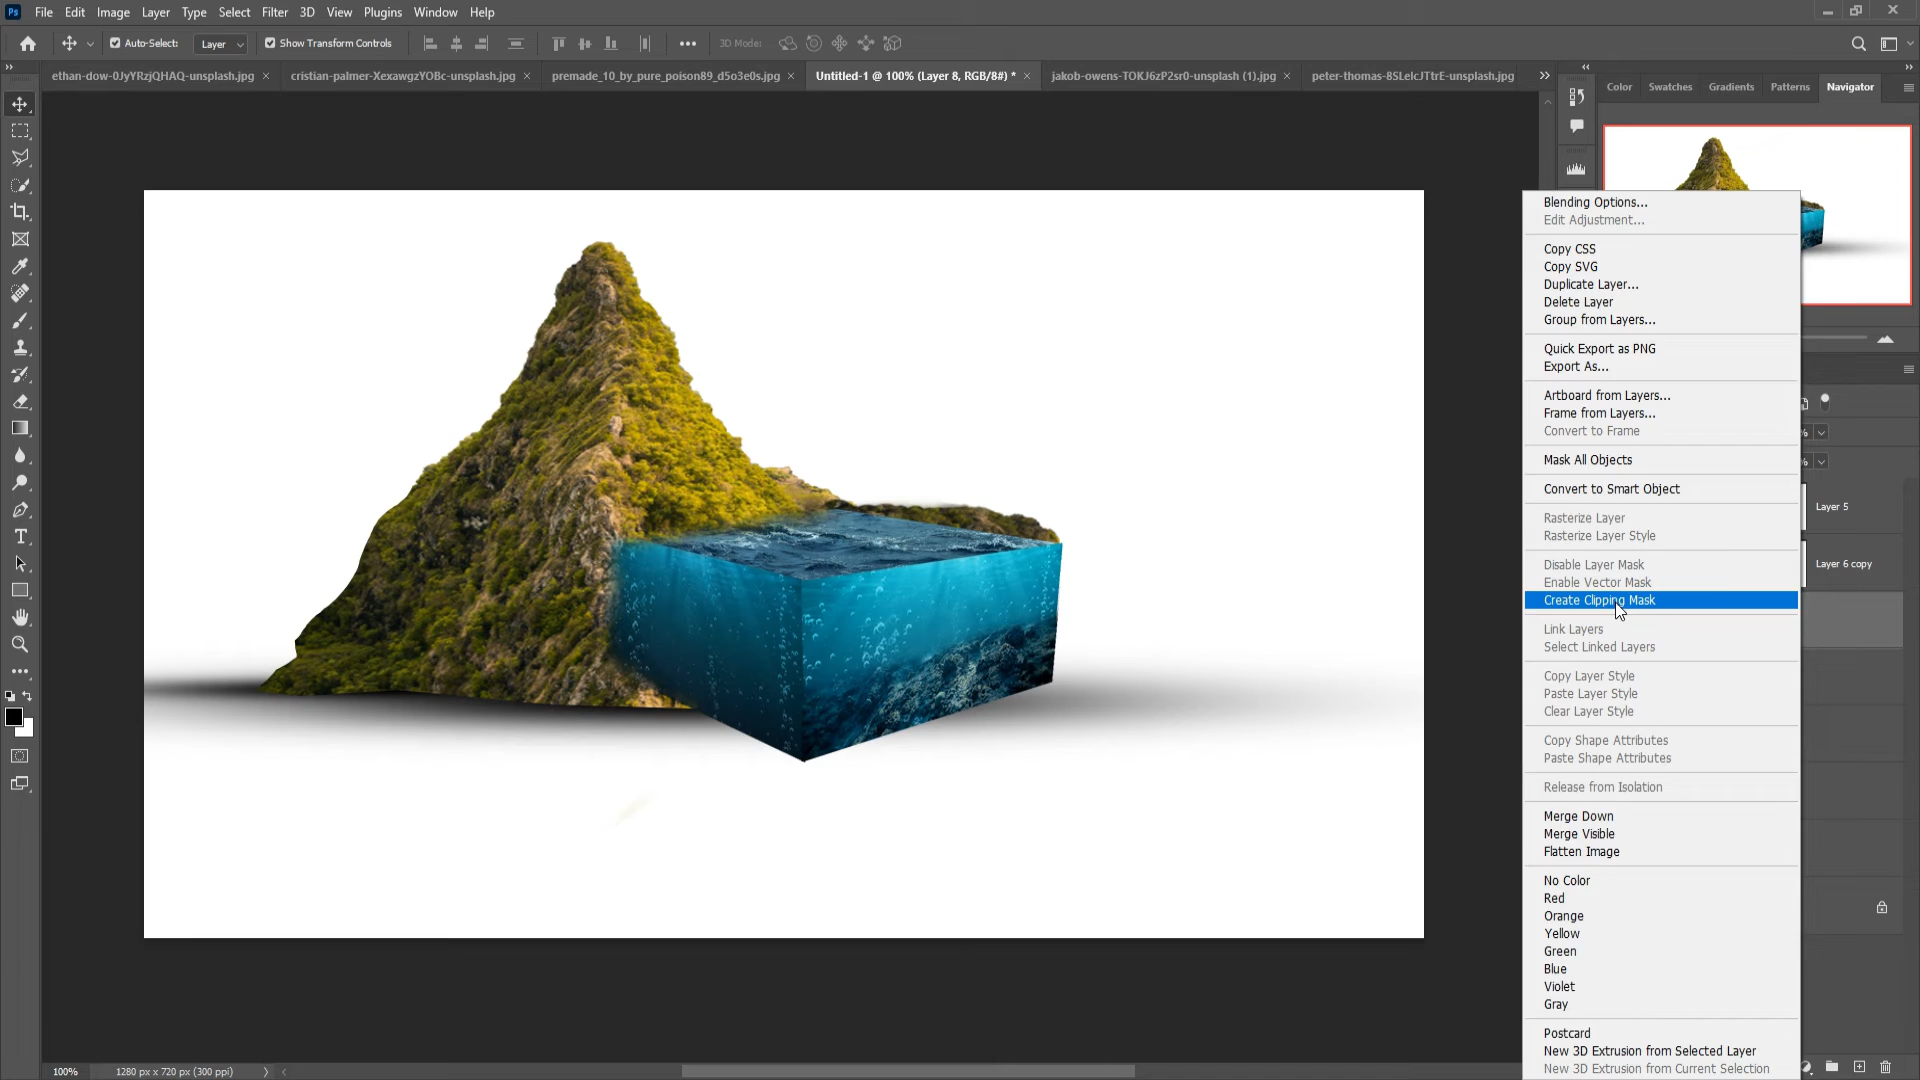 Ps File Edit Image Layer Type Select Filter 3D View Plugins Window Help
Auto-Select: Layer Show Transform Controls 3D Mode:
ethan-dow-0JyYRzjQHAQ-unsplash.jpg cristian-palmer-XexawgzYOBc-unsplash.jpg premade_10_by_pure_poison89_d5o3e0s.jpg Untitled-1 @ 100% (Layer 8, RGB/8#) * jakob-owens-TOKJ6zP2sr0-unsplash (1).jpg peter-thomas-8SLelcJTtrE-unsplash.jpg
Color Swatches Gradients Patterns Navigator
Blending Options...
Edit Adjustment...
Copy CSS
Copy SVG
Duplicate Layer...
Delete Layer
Group from Layers...
Quick Export as PNG
Export As...
Artboard from Layers...
Frame from Layers...
Convert to Frame
Mask All Objects
Convert to Smart Object
Rasterize Layer
Rasterize Layer Style
Disable Layer Mask
Enable Vector Mask
Create Clipping Mask
Link Layers
Select Linked Layers
Copy Layer Style
Paste Layer Style
Clear Layer Style
Copy Shape Attributes
Paste Shape Attributes
Release from Isolation
Merge Down
Merge Visible
Flatten Image
No Color
Red
Orange
Yellow
Green
Blue
Violet
Gray
Postcard
New 3D Extrusion from Selected Layer
New 3D Extrusion from Current Selection
%
%
Layer 5
Layer 6 copy
100% 1280 px x 720 px (300 ppi)